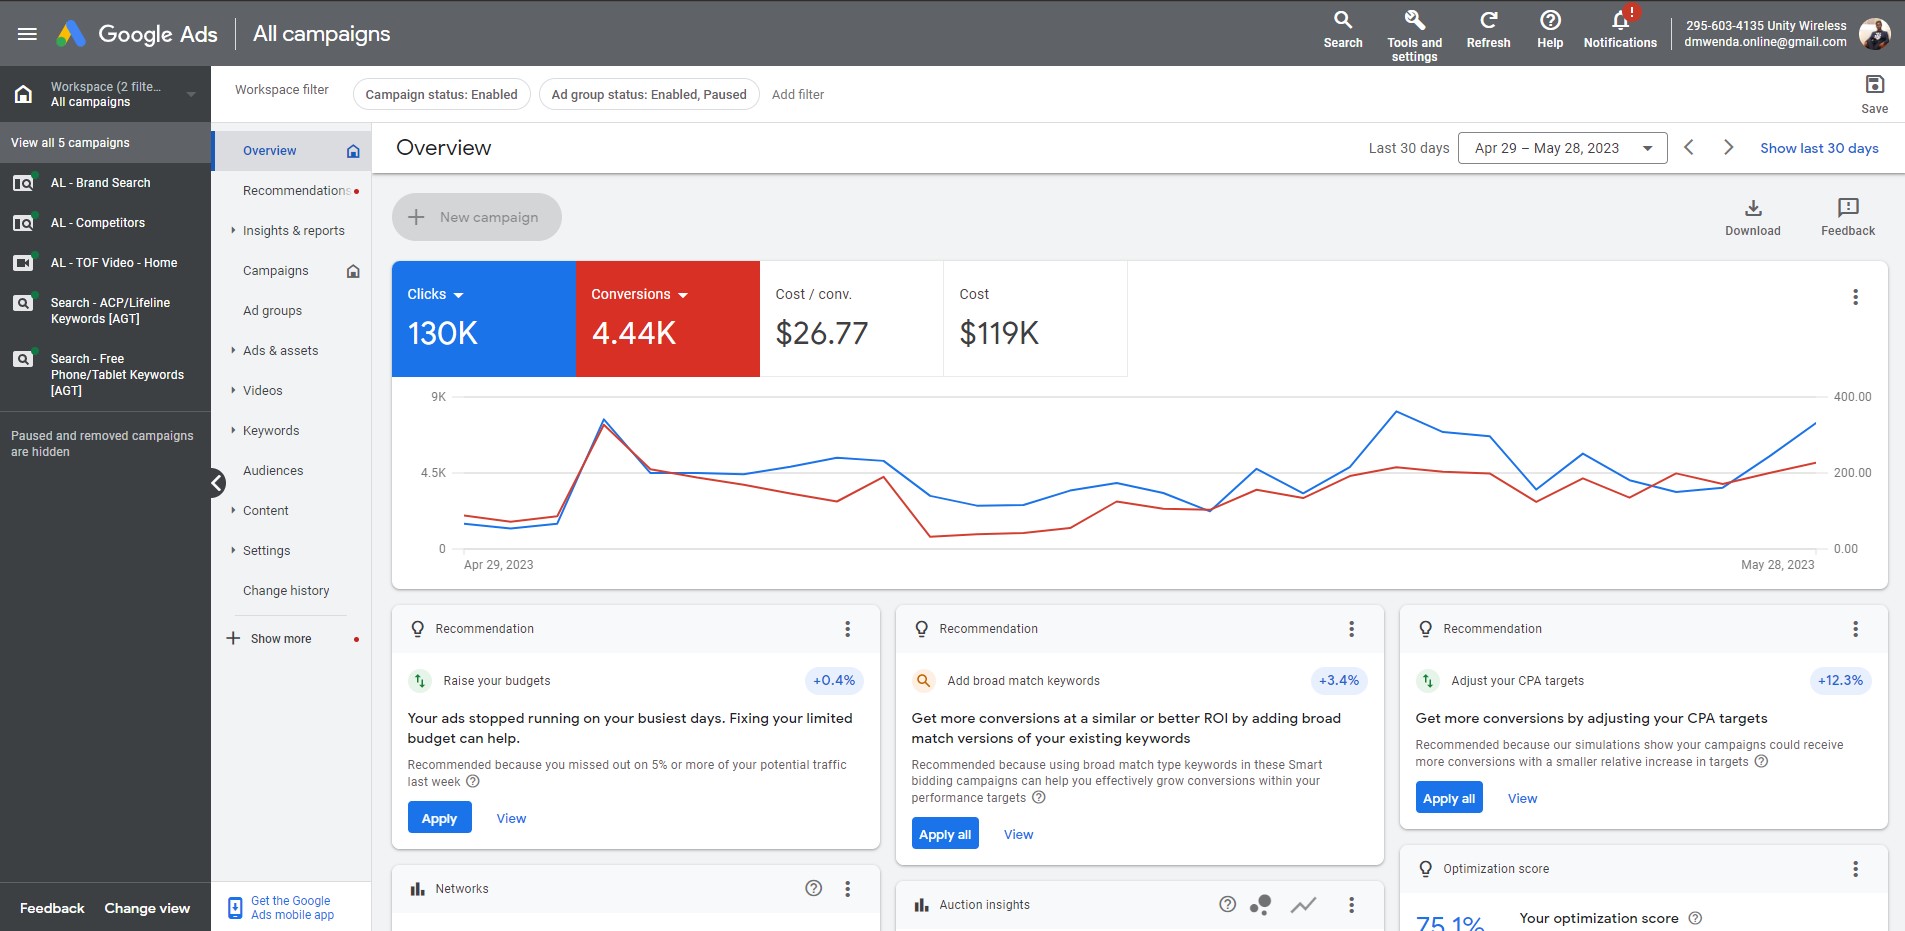 Google Ads
All campaigns
Search
Tools and
settings
Refresh
Help
!
Notifications
295-603-4135 Unity Wireless
dmwenda.online@gmail.com
Workspace (2 filte...
All campaigns
Workspace filter
Campaign status: Enabled
Ad group status: Enabled, Paused
Add filter
Save
View all 5 campaigns
AL - Brand Search
AL - Competitors
AL - TOF Video - Home
Search - ACP/Lifeline
Keywords [AGT]
Search - Free
Phone/Tablet Keywords
[AGT]
Paused and removed campaigns
are hidden
Feedback
Change view
Overview
Recommendations
Insights & reports
Campaigns
Ad groups
Ads & assets
Videos
Keywords
Audiences
Content
Settings
Change history
Show more
Get the Google
Ads mobile app
Overview
Last 30 days
Apr 29 – May 28, 2023
Show last 30 days
New campaign
Download
Feedback
Clicks
130K
Conversions
4.44K
Cost / conv.
$26.77
Cost
$119K
9K
4.5K
0
400.00
200.00
0.00
Apr 29, 2023
May 28, 2023
Recommendation
Raise your budgets
+0.4%
Your ads stopped running on your busiest days. Fixing your limited
budget can help.
Recommended because you missed out on 5% or more of your potential traffic
last week
Apply
View
Recommendation
Add broad match keywords
+3.4%
Get more conversions at a similar or better ROI by adding broad
match versions of your existing keywords
Recommended because using broad match type keywords in these Smart
bidding campaigns can help you effectively grow conversions within your
performance targets
Apply all
View
Recommendation
Adjust your CPA targets
+12.3%
Get more conversions by adjusting your CPA targets
Recommended because our simulations show your campaigns could receive
more conversions with a smaller relative increase in targets
Apply all
View
Networks
Auction insights
Optimization score
75.1%
Your optimization score